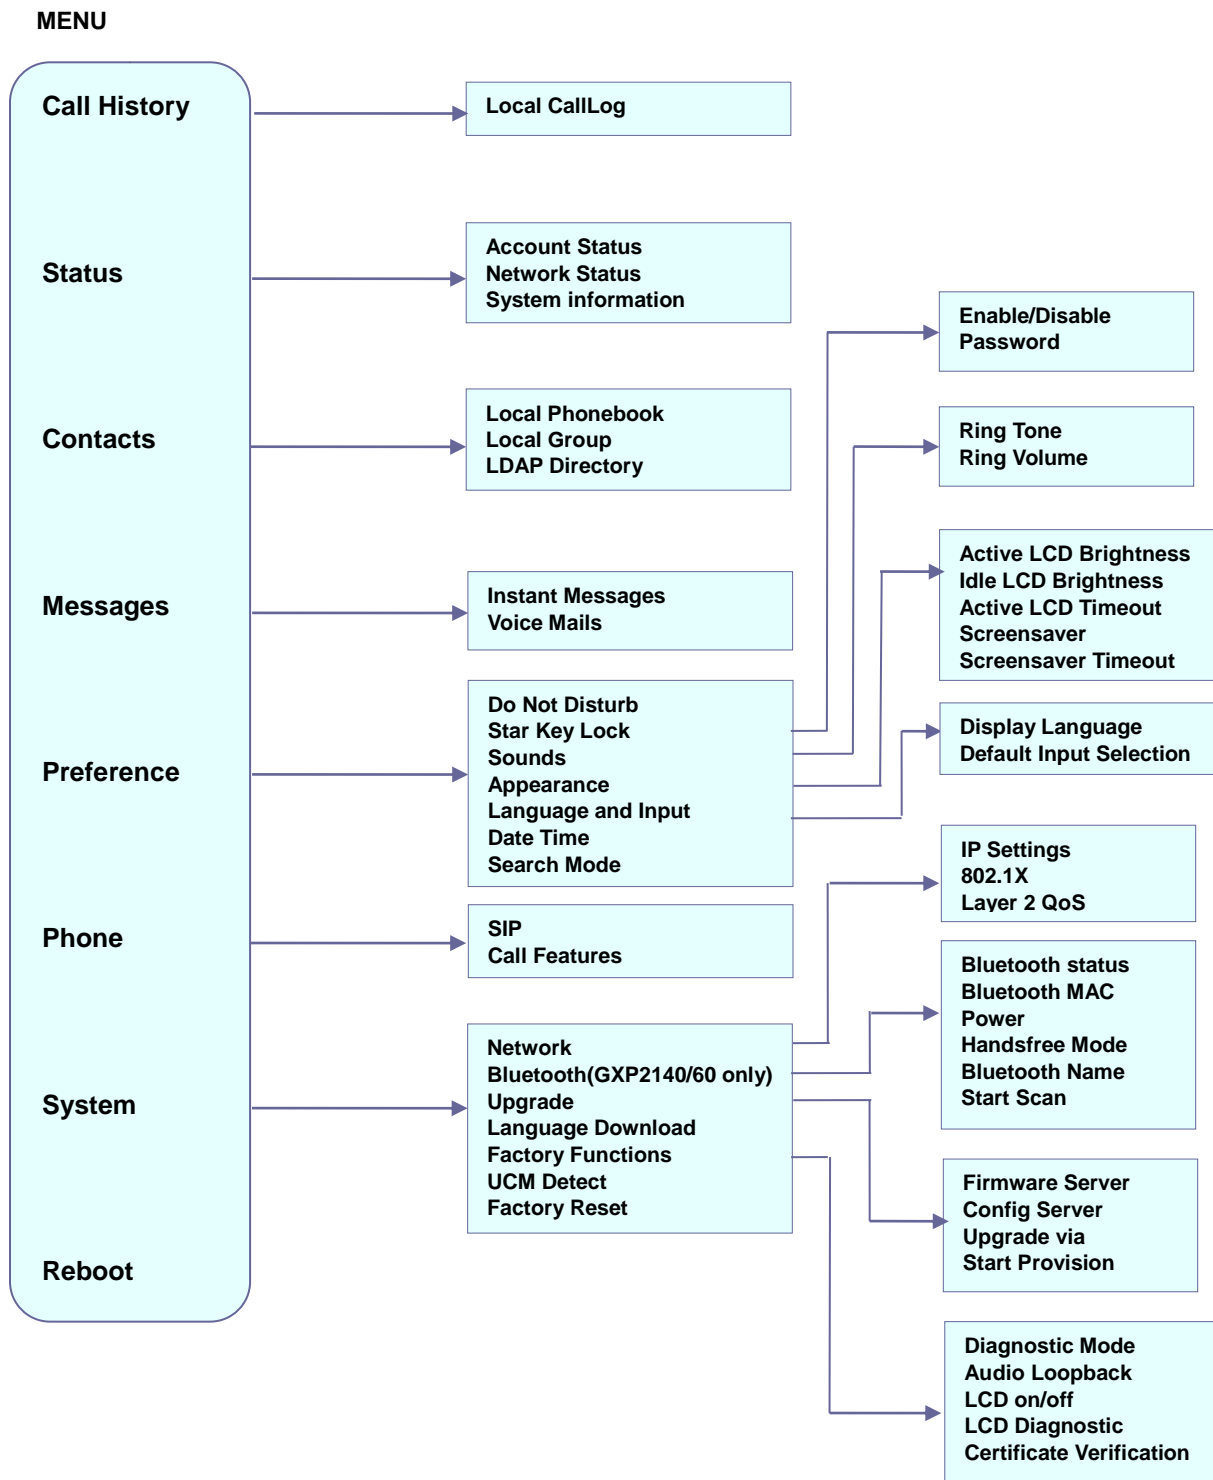 MENU
Call History
Status
Contacts
Messages
Preference
Phone
System
Reboot
Local CallLog
Account Status
Network Status
System information
Local Phonebook
Local Group
LDAP Directory
Instant Messages
Voice Mails
Do Not Disturb
Star Key Lock
Sounds
Appearance
Language and Input
Date Time
Search Mode
SIP
Call Features
Network
Bluetooth(GXP2140/60 only)
Upgrade
Language Download
Factory Functions
UCM Detect
Factory Reset
Enable/Disable
Password
Ring Tone
Ring Volume
Active LCD Brightness
Idle LCD Brightness
Active LCD Timeout
Screensaver
Screensaver Timeout
Display Language
Default Input Selection
IP Settings
802.1X
Layer 2 QoS
Bluetooth status
Bluetooth MAC
Power
Handsfree Mode
Bluetooth Name
Start Scan
Firmware Server
Config Server
Upgrade via
Start Provision
Diagnostic Mode
Audio Loopback
LCD on/off
LCD Diagnostic
Certificate Verification